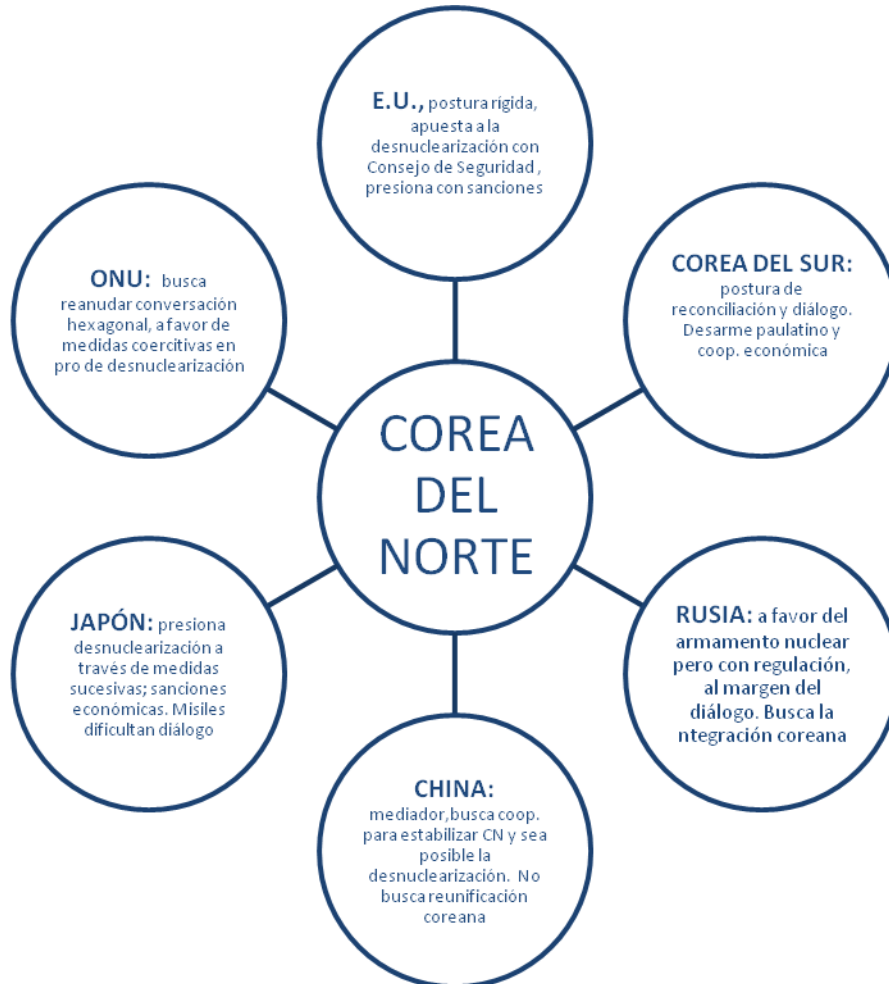 E.U., postura rígida,
apuesta a la
desnuclearización con
Consejo de Seguridad ,
presiona con sanciones
ONU: busca
reanudar conversación
hexagonal, a favor de
medidas coercitivas en
pro de desnuclearización
COREA DEL SUR:
postura de
reconciliación y diálogo.
Desarme paulatino y
coop. económica
COREA
DEL
NORTE
JAPÓN: presiona
desnuclearización a
través de medidas
sucesivas; sanciones
económicas. Misiles
dificultan diálogo
RUSIA: a favor del
armamento nuclear
pero con regulación,
al margen del
diálogo. Busca la
ntegración coreana
CHINA:
mediador,busca coop.
para estabilizar CN y sea
posible la
desnuclearización. No
busca reunificación
coreana